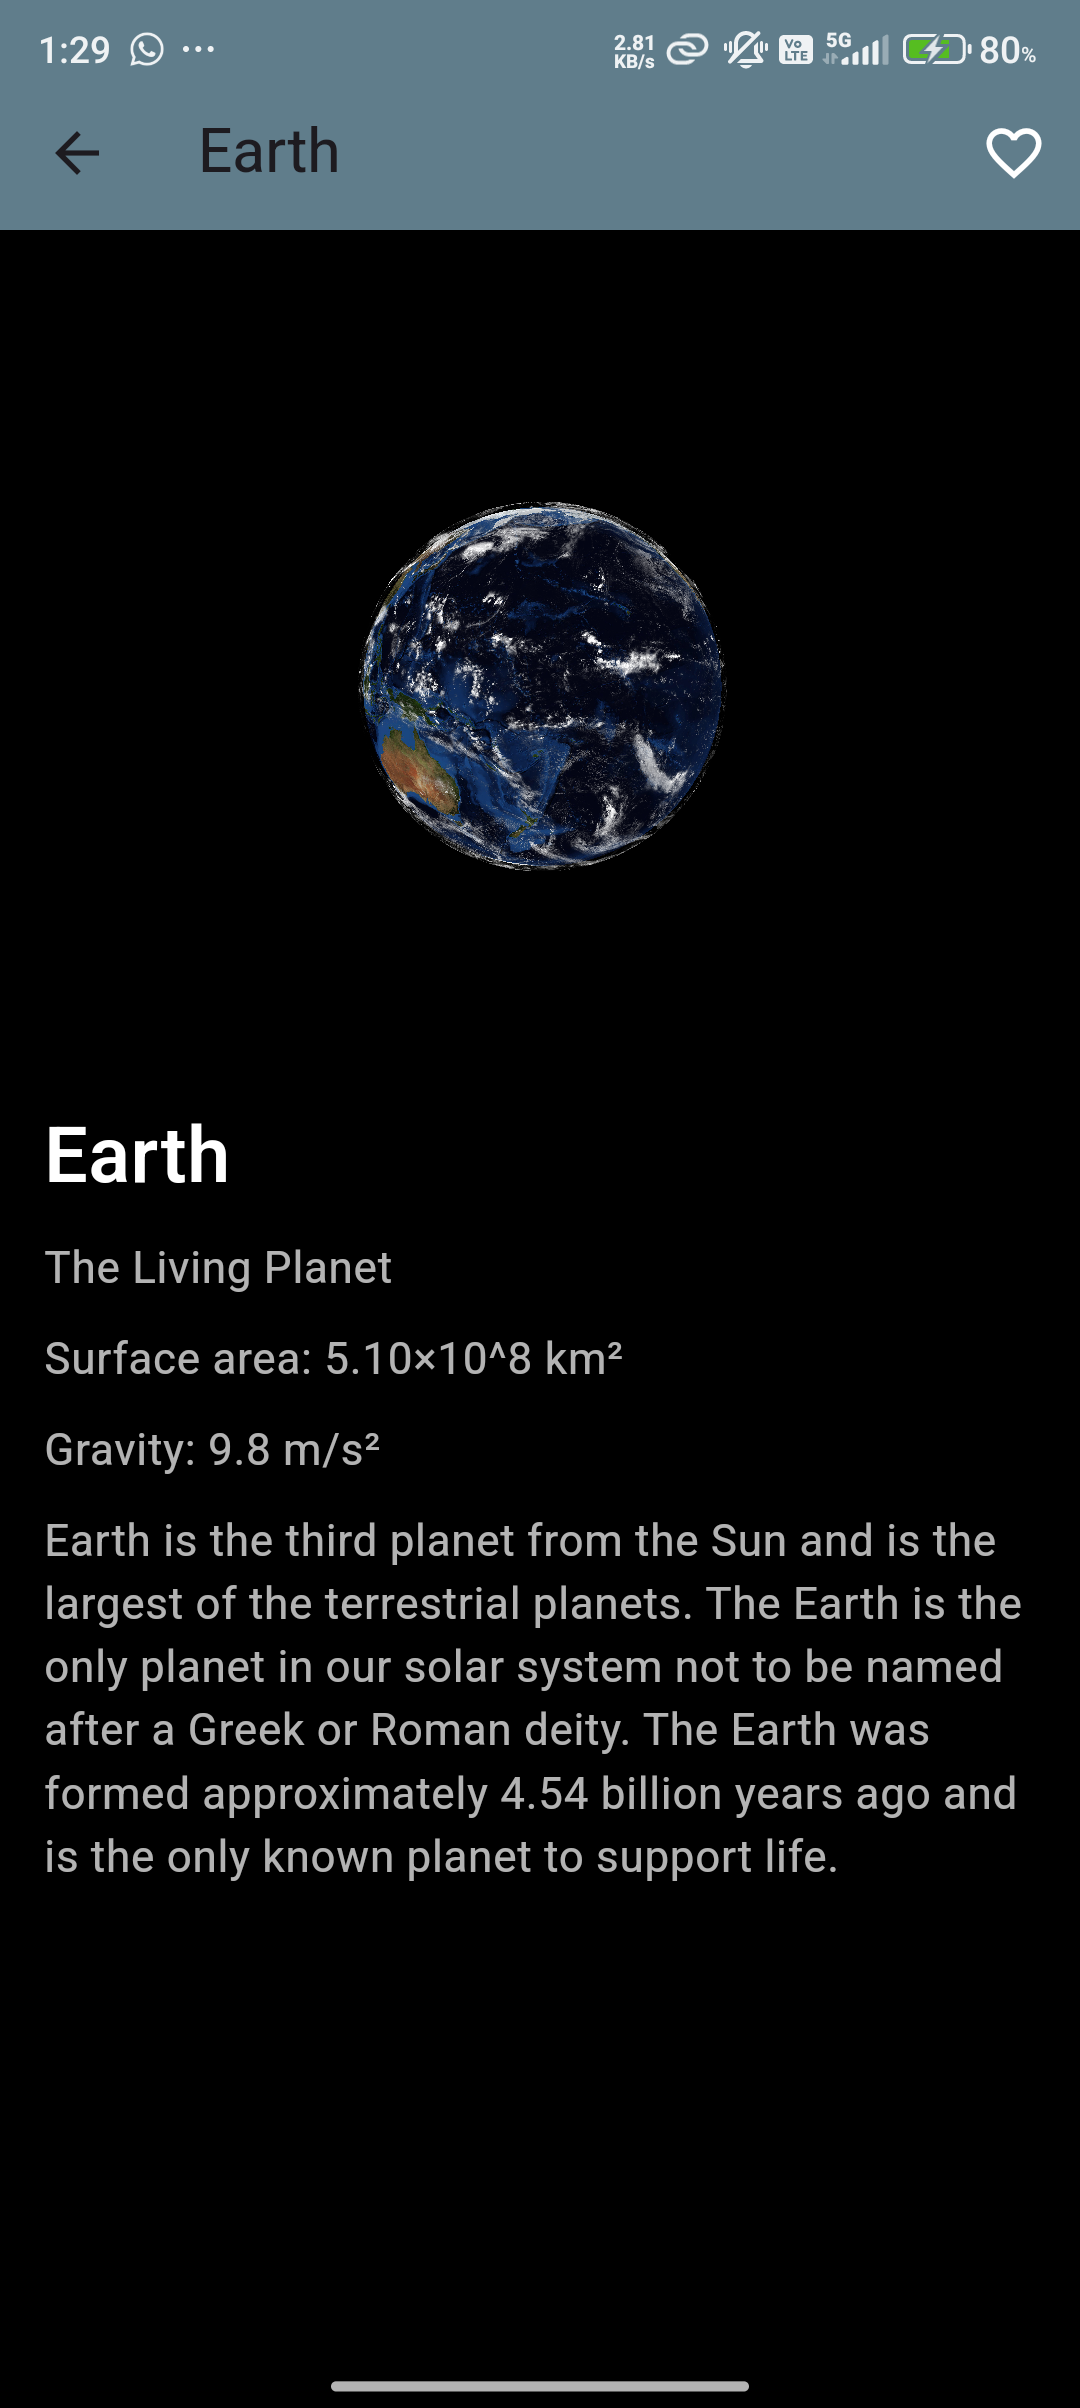 1:29 ... 2.81 KB/s Vo LTE 5G 80%
Earth
Earth
The Living Planet
Surface area: 5.10×10^8 km²
Gravity: 9.8 m/s²
Earth is the third planet from the Sun and is the
largest of the terrestrial planets. The Earth is the
only planet in our solar system not to be named
after a Greek or Roman deity. The Earth was
formed approximately 4.54 billion years ago and
is the only known planet to support life.